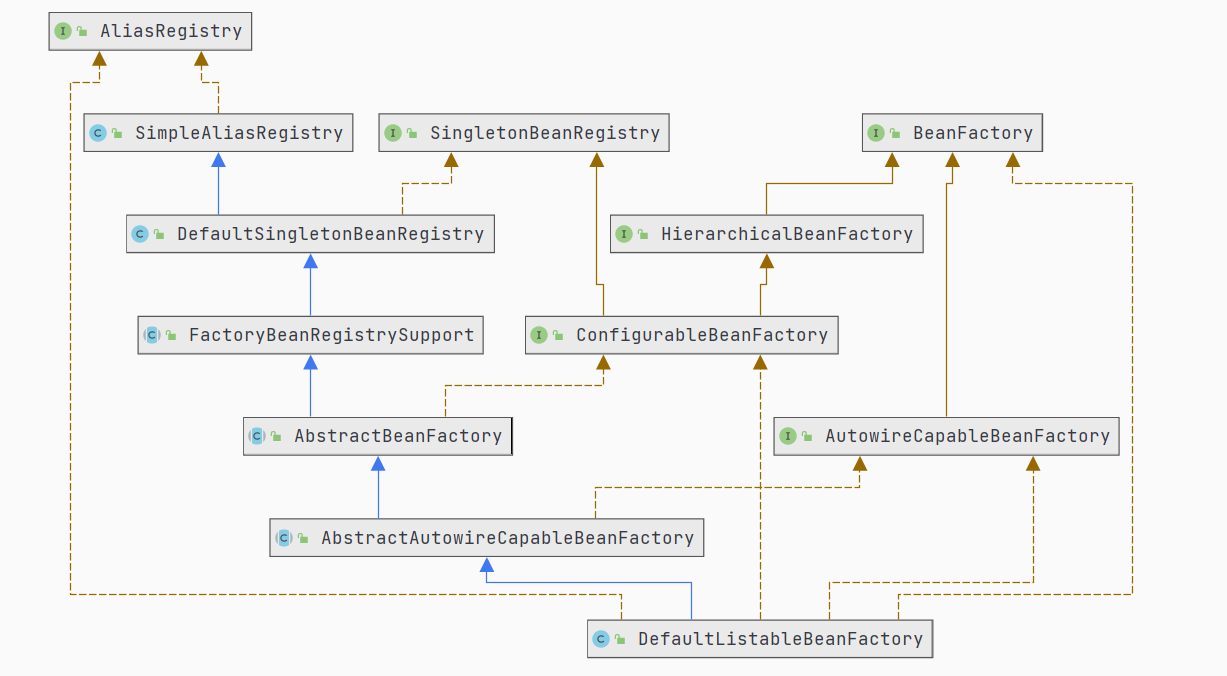 I AliasRegistry
C SimpleAliasRegistry
I SingletonBeanRegistry
I BeanFactory
C DefaultSingletonBeanRegistry
I HierarchicalBeanFactory
C FactoryBeanRegistrySupport
I ConfigurableBeanFactory
C AbstractBeanFactory
I AutowireCapableBeanFactory
C AbstractAutowireCapableBeanFactory
C DefaultListableBeanFactory